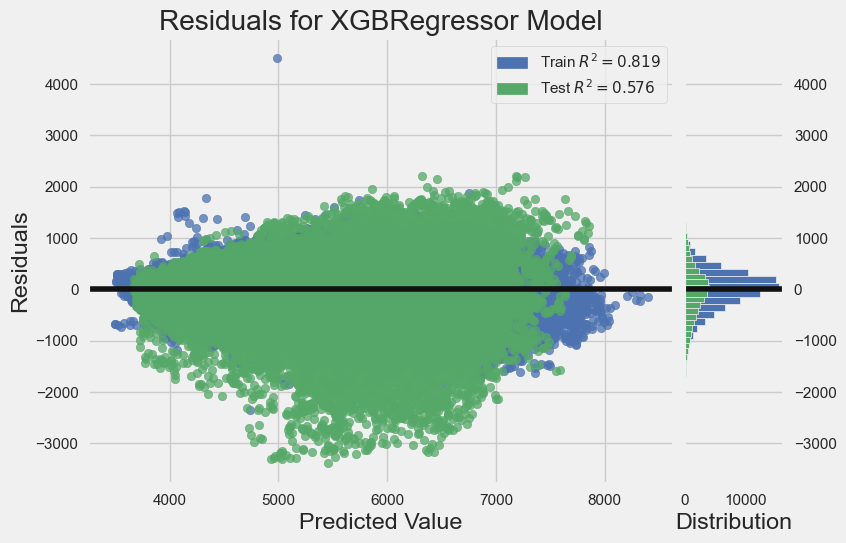 Residuals for XGBRegressor Model
Train R² = 0.819
Test R² = 0.576
Residuals
4000
3000
2000
1000
0
−1000
−2000
−3000
4000
3000
2000
1000
0
−1000
−2000
−3000
4000 5000 6000 7000 8000
0 10000
Predicted Value
Distribution